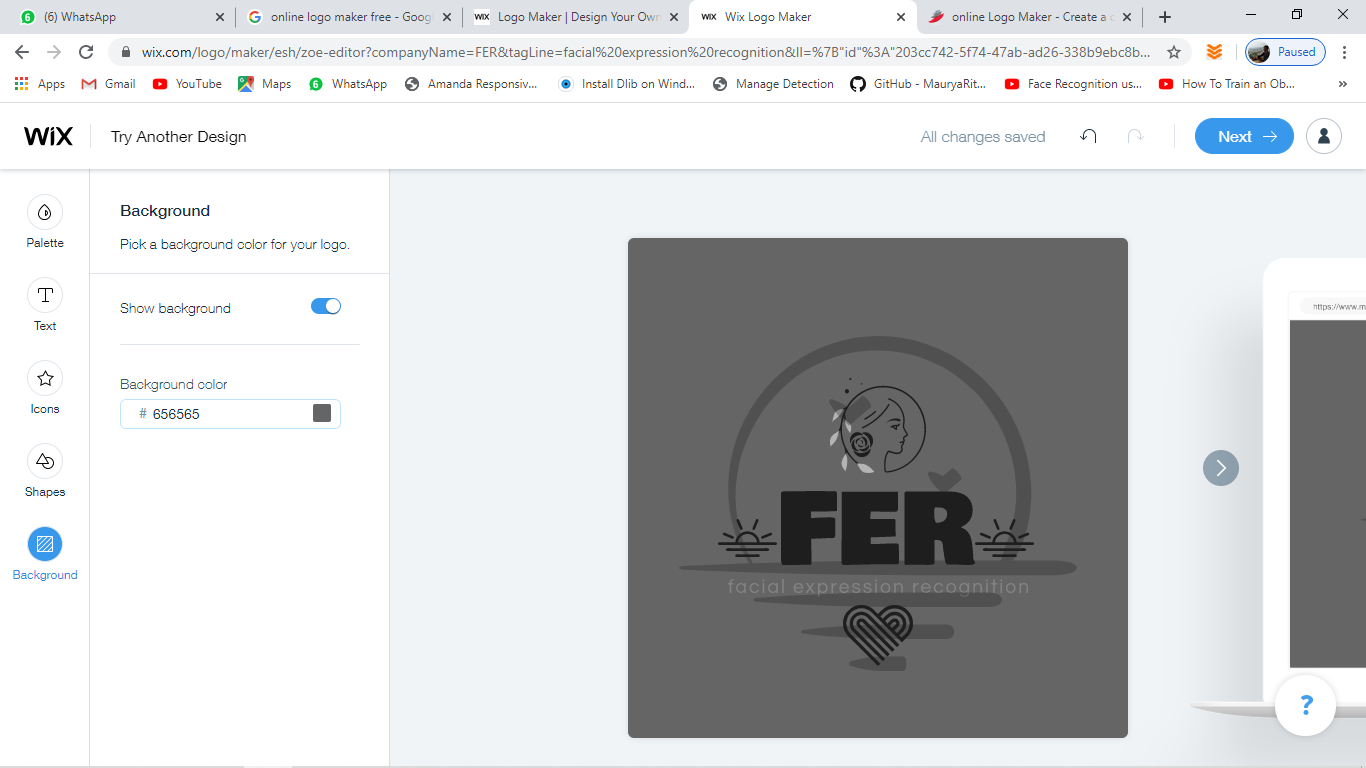 (6) WhatsApp
online logo maker free - Goog
WiX Logo Maker | Design Your Own
WiX Wix Logo Maker
online Logo Maker - Create a c
wix.com/logo/maker/esh/zoe-editor?companyName=FER&tagLine=facial%20expression%20recognition&ll=%7B"id"%3A"203cc742-5f74-47ab-ad26-338b9ebc8b...
Paused
Apps
Gmail
YouTube
Maps
WhatsApp
Amanda Responsiv...
Install Dlib on Wind...
Manage Detection
GitHub - MauryaRit...
Face Recognition us...
How To Train an Ob...
»
WiX
Try Another Design
All changes saved
Next
Palette
Text
Icons
Shapes
Background
Background
Pick a background color for your logo.
Show background
Background color
# 656565
FER
facial expression recognition
https://www.m
?